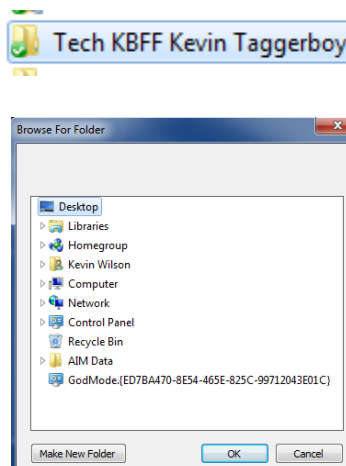 Tech KBFF Kevin Taggerboy
Browse For Folder
Desktop
Libraries
Homegroup
Kevin Wilson
Computer
Network
Control Panel
Recycle Bin
AIM Data
GodMode.{ED7BA470-8E54-465E-825C-99712043E01C}
Make New Folder OK Cancel